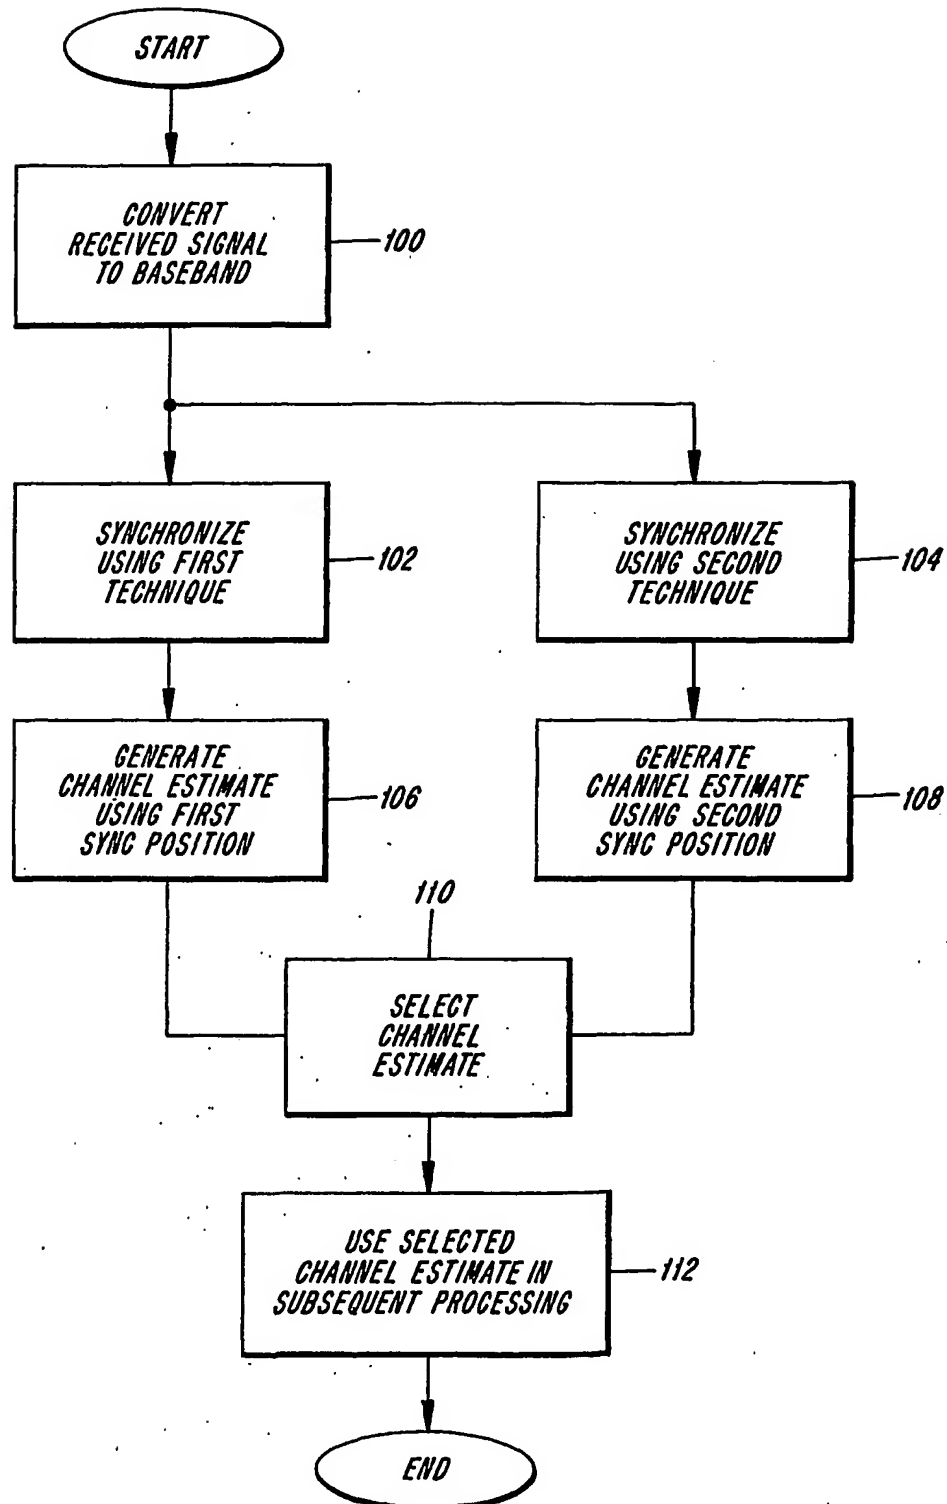 START
CONVERT
RECEIVED SIGNAL
TO BASEBAND
100
SYNCHRONIZE
USING FIRST
TECHNIQUE
102
SYNCHRONIZE
USING SECOND
TECHNIQUE
104
GENERATE
CHANNEL ESTIMATE
USING FIRST
SYNC POSITION
106
GENERATE
CHANNEL ESTIMATE
USING SECOND
SYNC POSITION
108
110
SELECT
CHANNEL
ESTIMATE
USE SELECTED
CHANNEL ESTIMATE IN
SUBSEQUENT PROCESSING
112
END